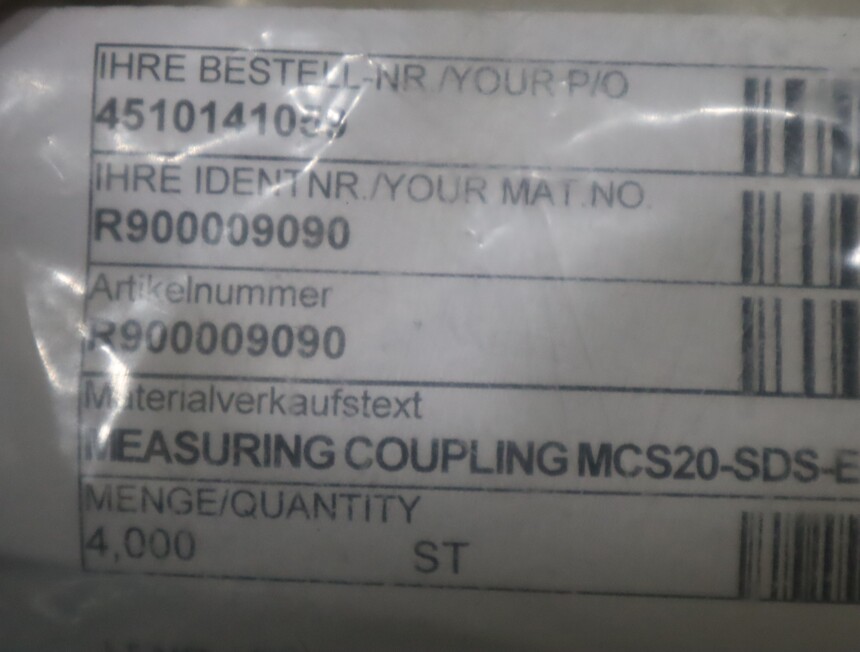 IHRE BESTELL-NR./YOUR P/O
IHRE IDENTNR./YOUR MAT.NO.
R900009090
Artikelnummer
R900009090
Materialverkaufstext
MEASURING COUPLING MCS20-SDS-E
MENGE/QUANTITY
4,000 ST